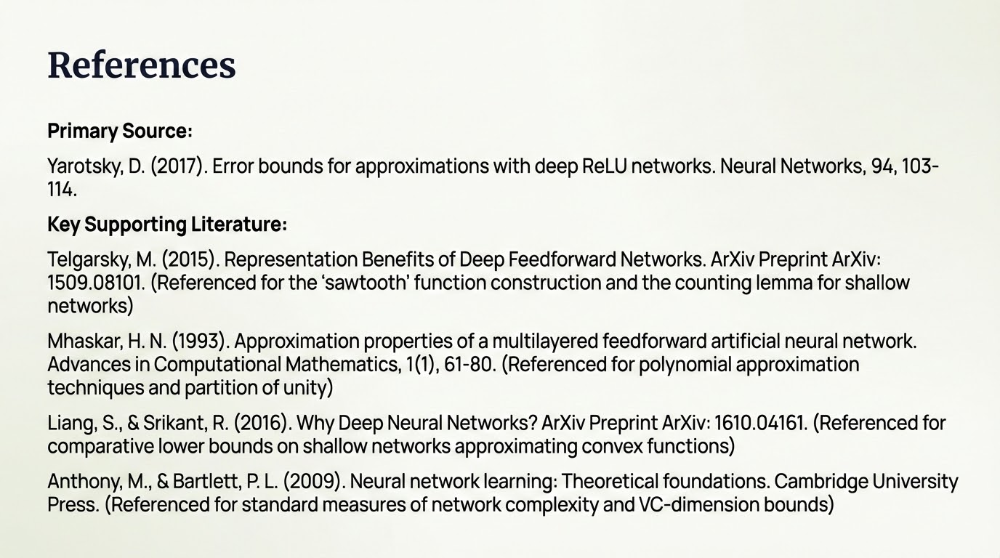 References
Primary Source:
Yarotsky, D. (2017). Error bounds for approximations with deep ReLU networks. Neural Networks, 94, 103-
114.
Key Supporting Literature:
Telgarsky, M. (2015). Representation Benefits of Deep Feedforward Networks. ArXiv Preprint ArXiv:
1509.08101. (Referenced for the ‘sawtooth’ function construction and the counting lemma for shallow
networks)
Mhaskar, H. N. (1993). Approximation properties of a multilayered feedforward artificial neural network.
Advances in Computational Mathematics, 1(1), 61-80. (Referenced for polynomial approximation
techniques and partition of unity)
Liang, S., & Srikant, R. (2016). Why Deep Neural Networks? ArXiv Preprint ArXiv: 1610.04161. (Referenced for
comparative lower bounds on shallow networks approximating convex functions)
Anthony, M., & Bartlett, P. L. (2009). Neural network learning: Theoretical foundations. Cambridge University
Press. (Referenced for standard measures of network complexity and VC-dimension bounds)